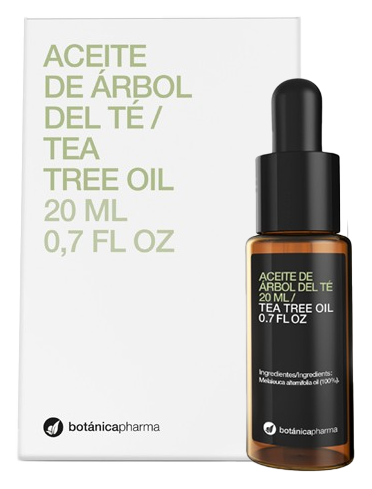 ACEITE
DE ÁRBOL
DEL TÉ /
TEA
TREE OIL
20 ML
0,7 FL OZ
botánicapharma
ACEITE DE
ÁRBOL DEL TÉ
20 ML /
TEA TREE OIL
0.7 FL OZ
Ingredientes/Ingredients:
Melaleuca alternifolia oil (100%).
botánicapharma